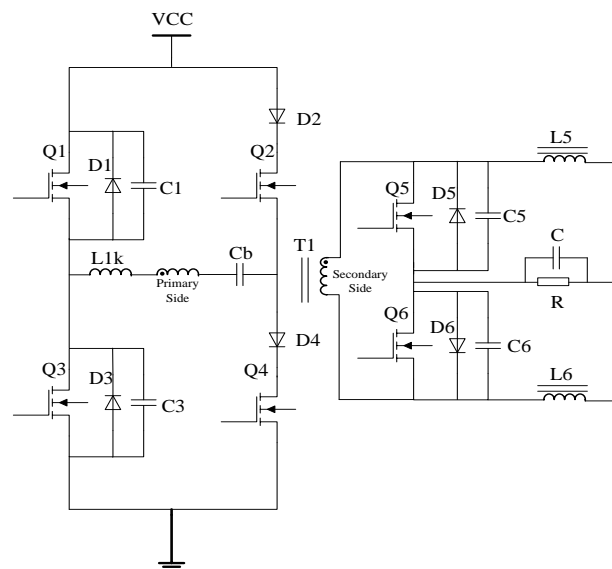 VCC
D2
Q1
D1
C1
Q2
L5
Q5
D5
C5
T1
C
R
L1k
Primary
Side
Cb
Secondary
Side
D4
Q6
D6
C6
Q3
D3
C3
Q4
L6